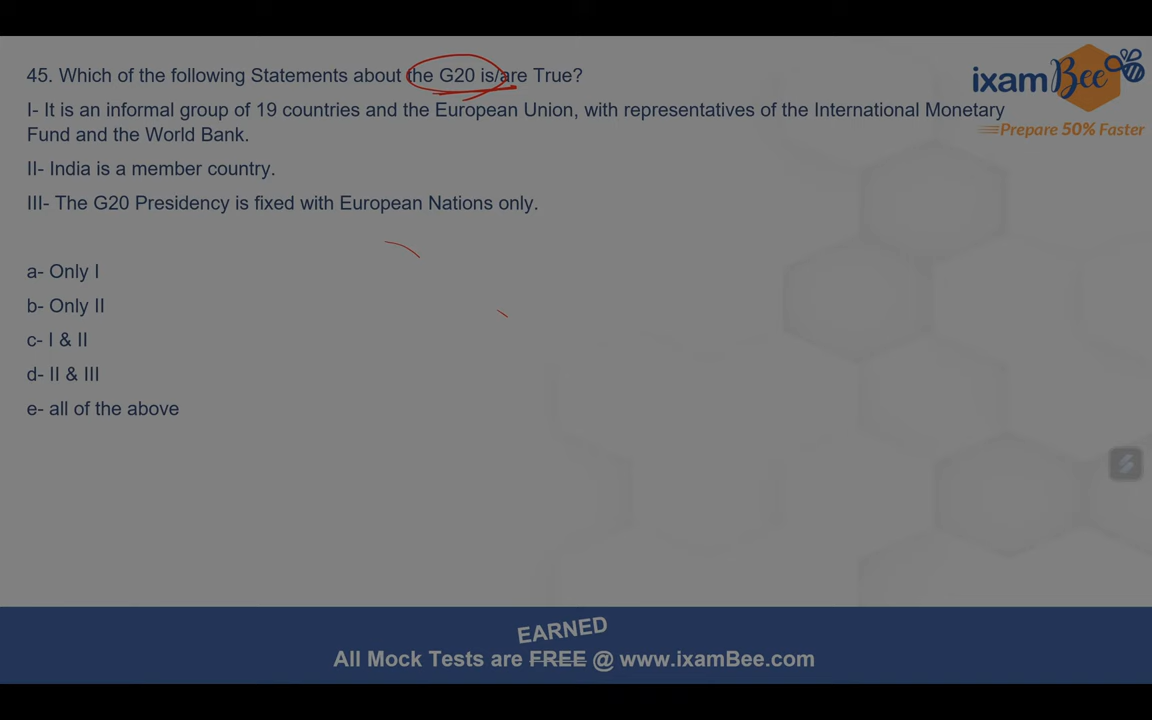 45. Which of the following Statements about the G20 is/are True?
I- It is an informal group of 19 countries and the European Union, with representatives of the International Monetary
Fund and the World Bank.
II- India is a member country.
III- The G20 Presidency is fixed with European Nations only.
a- Only I
b- Only II
c- I & II
d- II & III
e- all of the above
ixamBee
Prepare 50% Faster
EARNED
All Mock Tests are FREE @ www.ixamBee.com